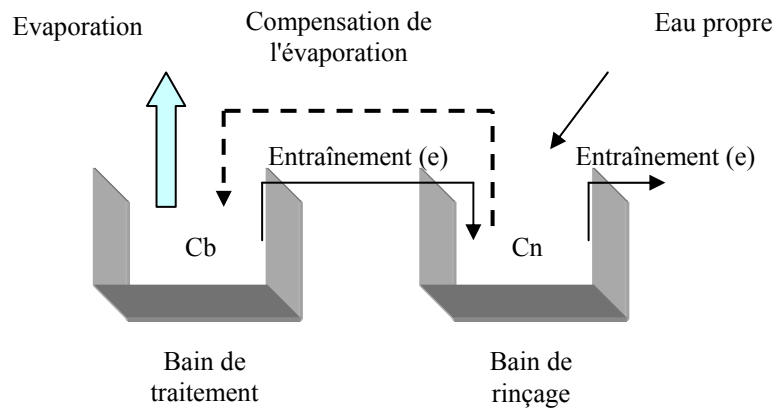 Evaporation
Compensation de
l'évaporation
Eau propre
Entraînement (e)
Entraînement (e)
Cb
Cn
Bain de
traitement
Bain de
rinçage